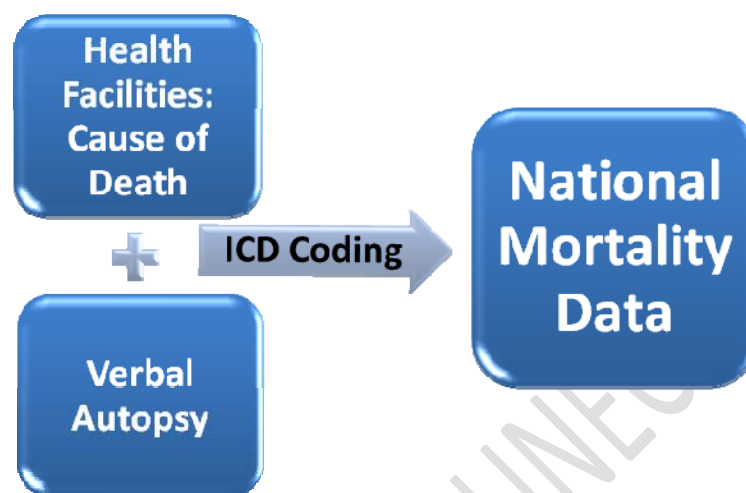 Health
Facilities:
Cause of
Death
+
ICD Coding
Verbal
Autopsy
National
Mortality
Data